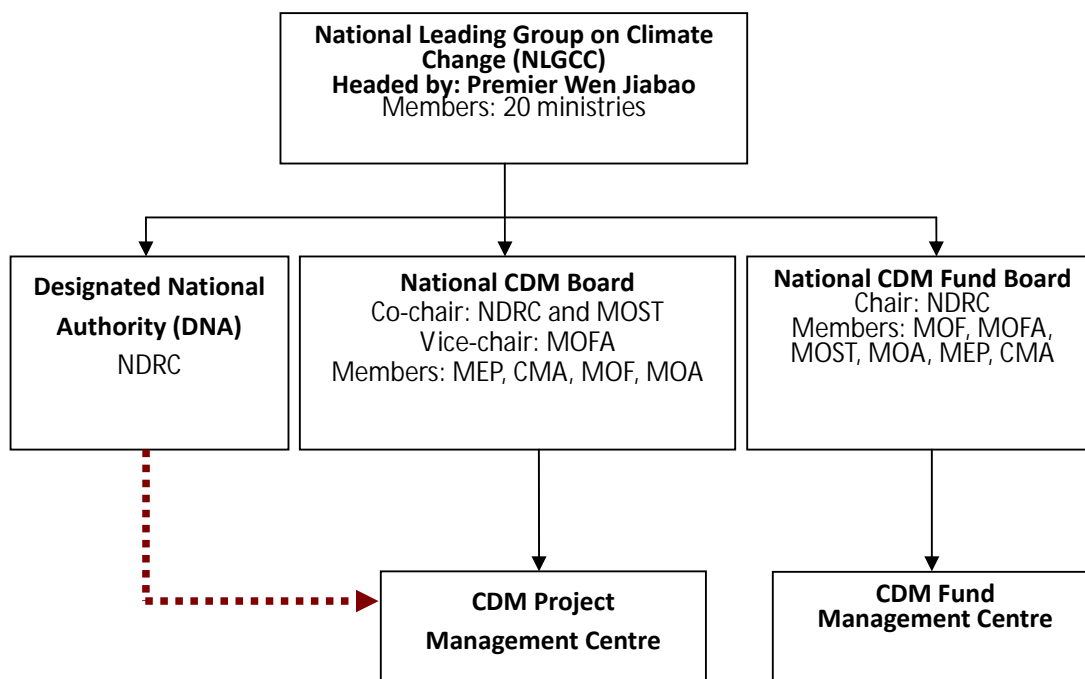 National Leading Group on Climate
Change (NLGCC)
Headed by: Premier Wen Jiabao
Members: 20 ministries
Designated National
Authority (DNA)
NDRC
National CDM Board
Co-chair: NDRC and MOST
Vice-chair: MOFA
Members: MEP, CMA, MOF, MOA
National CDM Fund Board
Chair: NDRC
Members: MOF, MOFA,
MOST, MOA, MEP, CMA
CDM Project
Management Centre
CDM Fund
Management Centre